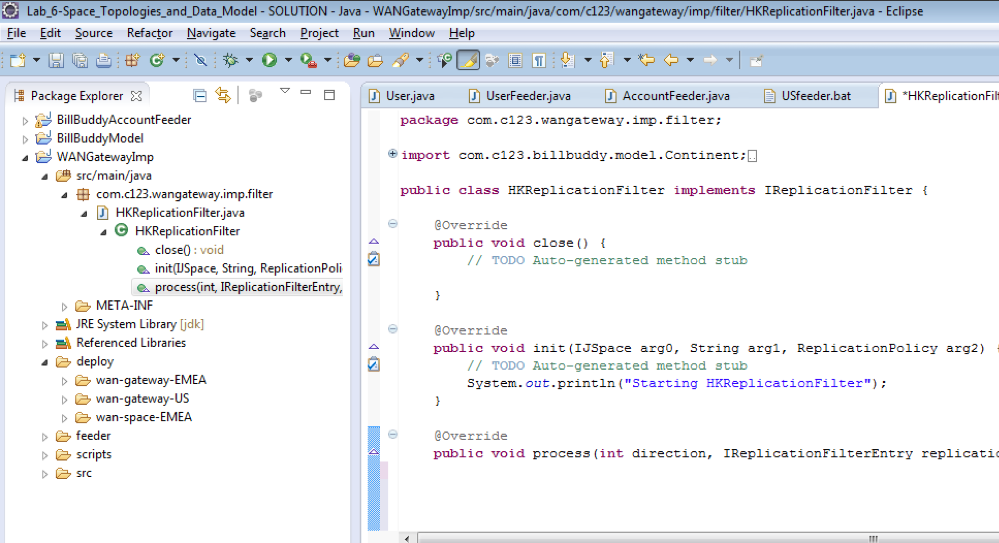 Lab_6-Space_Topologies_and_Data_Model - SOLUTION - Java - WANGatewayImp/src/main/java/com/c123/wangateway/imp/filter/HKReplicationFilter.java - Eclipse
File Edit Source Refactor Navigate Search Project Run Window Help
Package Explorer
BillBuddyAccountFeeder
BillBuddyModel
WANGatewayImp
src/main/java
com.c123.wangateway.imp.filter
HKReplicationFilter.java
HKReplicationFilter
close() : void
init(IJSpace, String, ReplicationPoli
process(int, IReplicationFilterEntry,
META-INF
JRE System Library [jdk]
Referenced Libraries
deploy
wan-gateway-EMEA
wan-gateway-US
wan-space-EMEA
feeder
scripts
src
User.java UserFeeder.java AccountFeeder.java USfeeder.bat *HKReplicationFilt
package com.c123.wangateway.imp.filter;
import com.c123.billbuddy.model.Continent;
public class HKReplicationFilter implements IReplicationFilter {
@Override
public void close() {
// TODO Auto-generated method stub
}
@Override
public void init(IJSpace arg0, String arg1, ReplicationPolicy arg2) {
// TODO Auto-generated method stub
System.out.println("Starting HKReplicationFilter");
}
@Override
public void process(int direction, IReplicationFilterEntry replicatio